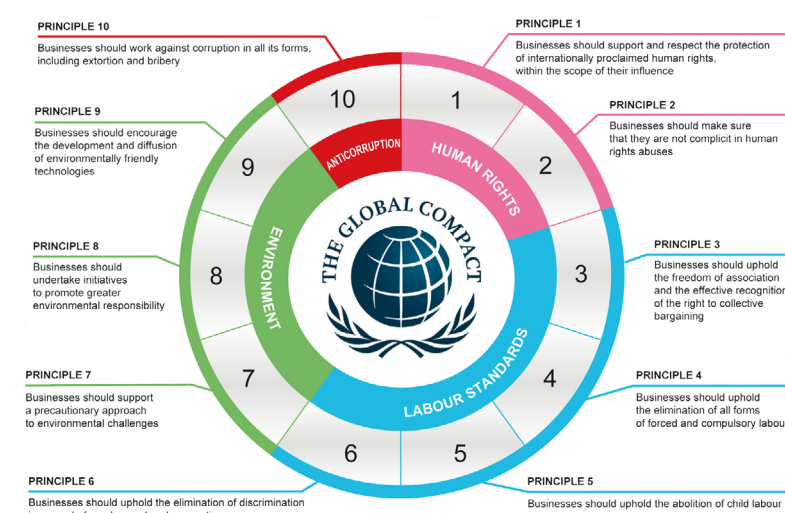 PRINCIPLE 10
Businesses should work against corruption in all its forms,
including extortion and bribery
PRINCIPLE 1
Businesses should support and respect the protection
of internationally proclaimed human rights,
within the scope of their influence
PRINCIPLE 9
Businesses should encourage
the development and diffusion
of environmentally friendly
technologies
PRINCIPLE 2
Businesses should make sure
that they are not complicit in human
rights abuses
PRINCIPLE 8
Businesses should
undertake initiatives
to promote greater
environmental responsibility
PRINCIPLE 3
Businesses should uphold
the freedom of association
and the effective recognition
of the right to collective
bargaining
PRINCIPLE 7
Businesses should support
a precautionary approach
to environmental challenges
PRINCIPLE 4
Businesses should uphold
the elimination of all forms
of forced and compulsory labou
PRINCIPLE 6
Businesses should uphold the elimination of discrimination
PRINCIPLE 5
Businesses should uphold the abolition of child labour
10
1
9
2
8
3
7
4
6
5
ANTICORRUPTION
HUMAN RIGHTS
ENVIRONMENT
LABOUR STANDARDS
THE GLOBAL COMPACT